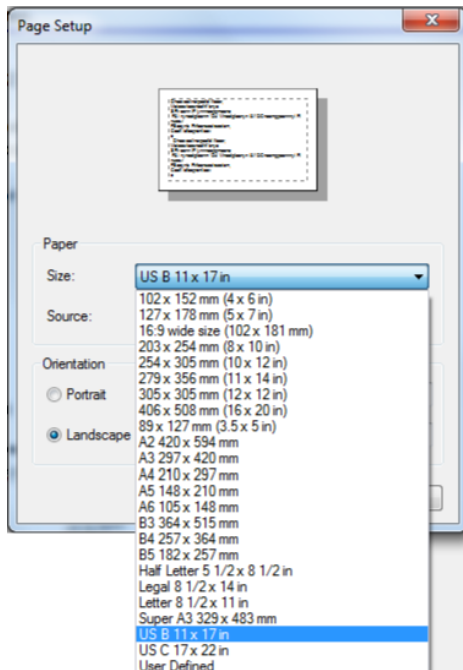 Page Setup
Paper
Size:
US B 11 x 17 in
Source:
Orientation
Portrait
Landscape
102 x 152 mm (4 x 6 in)
127 x 178 mm (5 x 7 in)
16:9 wide size (102 x 181 mm)
203 x 254 mm (8 x 10 in)
254 x 305 mm (10 x 12 in)
279 x 356 mm (11 x 14 in)
305 x 305 mm (12 x 12 in)
406 x 508 mm (16 x 20 in)
89 x 127 mm (3.5 x 5 in)
A2 420 x 594 mm
A3 297 x 420 mm
A4 210 x 297 mm
A5 148 x 210 mm
A6 105 x 148 mm
B3 364 x 515 mm
B4 257 x 364 mm
B5 182 x 257 mm
Half Letter 5 1/2 x 8 1/2 in
Legal 8 1/2 x 14 in
Letter 8 1/2 x 11 in
Super A3 329 x 483 mm
US B 11 x 17 in
US C 17 x 22 in
User Defined